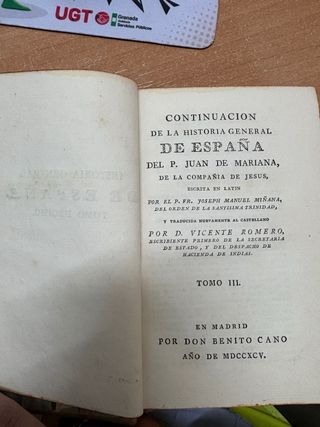 UGT
Granada
Servicios Públicos
CONTINUACION
DE LA HISTORIA GENERAL
DE ESPAÑA
DEL P. JUAN DE MARIANA,
DE LA COMPAÑIA DE JESUS,
ESCRITA EN LATIN
POR EL P. FR. JOSEPH MANUEL MIÑANA,
DEL ORDEN DE LA SANTISIMA TRINIDAD,
Y TRADUCIDA NUEVAMENTE AL CASTELLANO
POR D. VICENTE ROMERO,
ESCRIBIENTE PRIMERO DE LA SECRETARIA
DE ESTADO, Y DEL DESPACHO DE
HACIENDA DE INDIAS.
TOMO III.
EN MADRID
POR DON BENITO CANO
AÑO DE MDCCXCV.